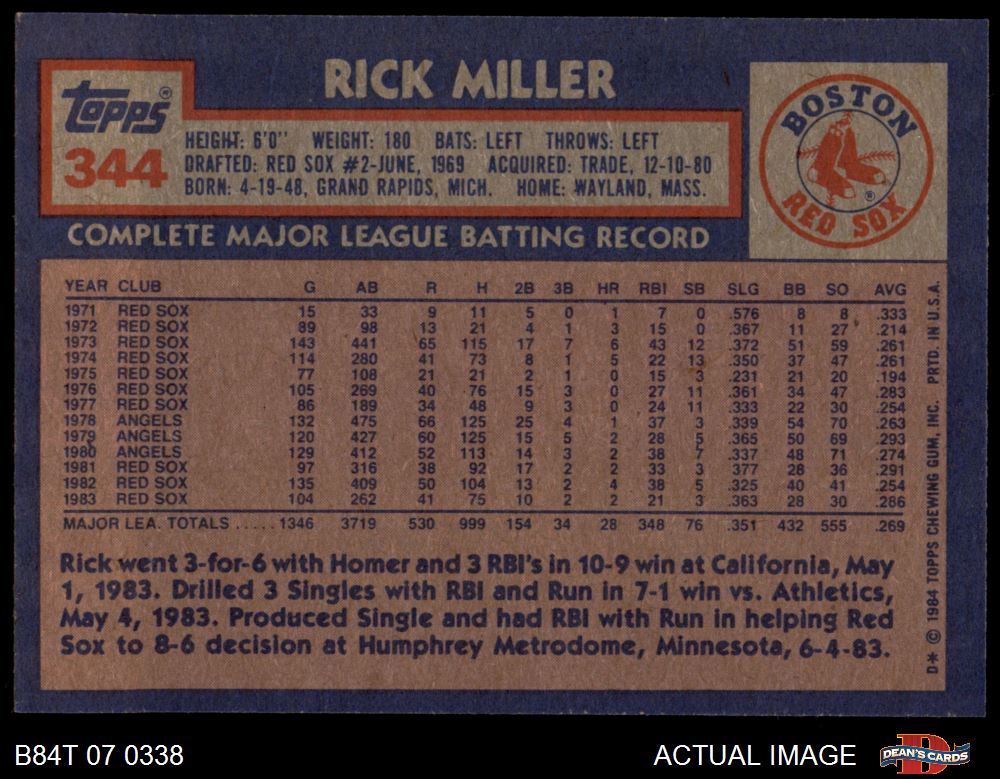 RICK MILLER
Topps®
344
HEIGHT: 6'0" WEIGHT: 180 BATS: LEFT THROWS: LEFT
DRAFTED: RED SOX #2-JUNE, 1969 ACQUIRED: TRADE, 12-10-80
BORN: 4-19-48, GRAND RAPIDS, MICH. HOME: WAYLAND, MASS.
BOSTON
RED SOX
®
COMPLETE MAJOR LEAGUE BATTING RECORD
YEAR CLUB G AB R H 2B 3B HR RBI SB SLG BB SO AVG
1971 RED SOX 15 33 9 11 5 0 1 7 0 .576 8 8 .333
1972 RED SOX 89 98 13 21 4 1 3 15 0 .367 11 27 .214
1973 RED SOX 143 441 65 115 17 7 6 43 12 .372 51 59 .261
1974 RED SOX 114 280 41 73 8 1 5 22 13 .350 37 47 .261
1975 RED SOX 77 108 21 21 2 1 0 15 3 .231 21 20 .194
1976 RED SOX 105 269 40 76 15 3 0 27 11 .361 34 47 .283
1977 RED SOX 86 189 34 48 9 3 0 24 11 .333 22 30 .254
1978 ANGELS 132 475 66 125 25 4 1 37 3 .339 54 70 .263
1979 ANGELS 120 427 60 125 15 5 2 28 5 .365 50 69 .293
1980 ANGELS 129 412 52 113 14 3 2 38 7 .337 48 71 .274
1981 RED SOX 97 316 38 92 17 2 2 33 3 .377 28 36 .291
1982 RED SOX 135 409 50 104 13 2 4 38 5 .325 40 41 .254
1983 RED SOX 104 262 41 75 10 2 2 21 3 .363 28 30 .286
MAJOR LEA. TOTALS ..... 1346 3719 530 999 154 34 28 348 76 .351 432 555 .269
Rick went 3-for-6 with Homer and 3 RBI's in 10-9 win at California, May
1, 1983. Drilled 3 Singles with RBI and Run in 7-1 win vs. Athletics,
May 4, 1983. Produced Single and had RBI with Run in helping Red
Sox to 8-6 decision at Humphrey Metrodome, Minnesota, 6-4-83.
D* © 1984 TOPPS CHEWING GUM, INC. PRTD. IN U.S.A.
B84T 07 0338
ACTUAL IMAGE
DEAN'S CARDS